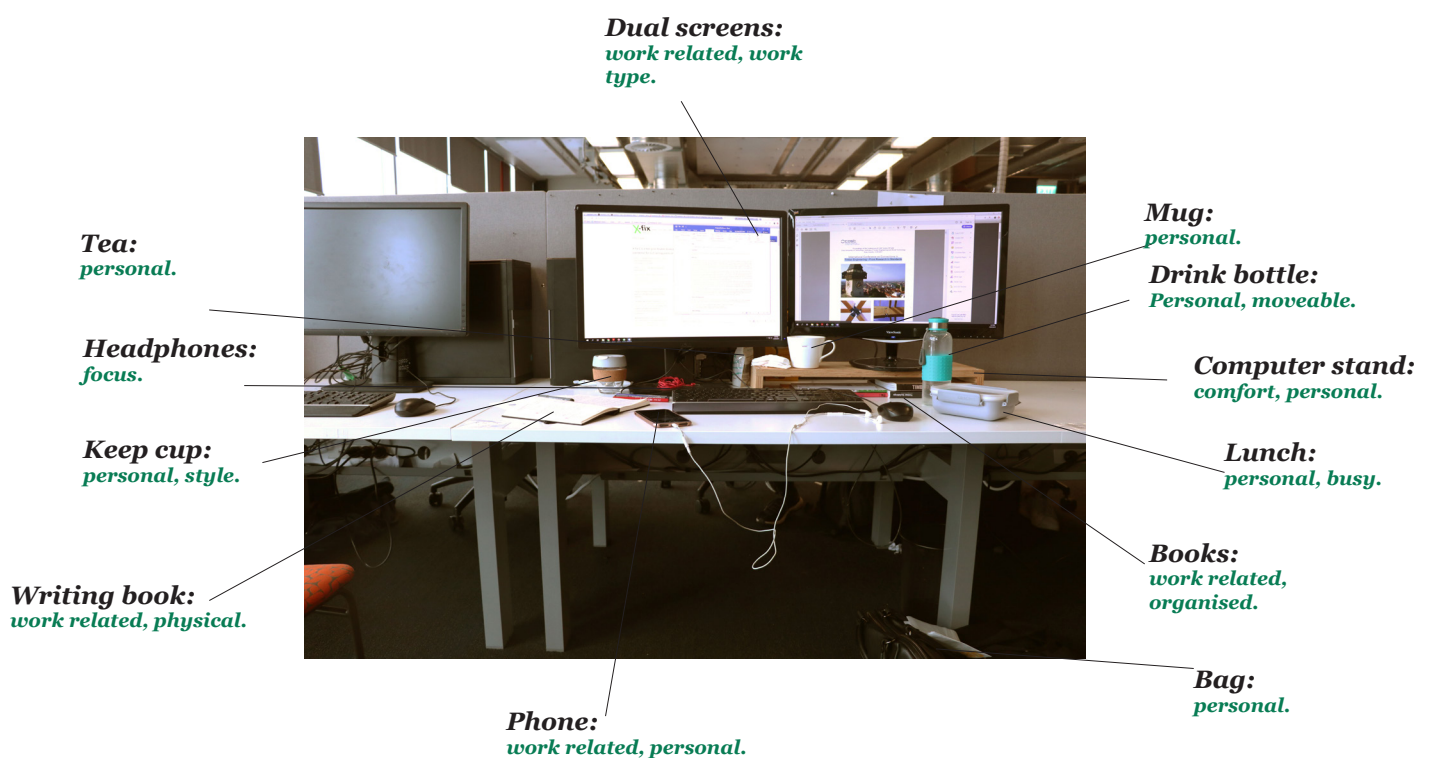 Dual screens:
work related, work
type.
Tea:
personal.
Headphones:
focus.
Keep cup:
personal, style.
Writing book:
work related, physical.
Phone:
work related, personal.
Mug:
personal.
Drink bottle:
Personal, moveable.
Computer stand:
comfort, personal.
Lunch:
personal, busy.
Books:
work related,
organised.
Bag:
personal.